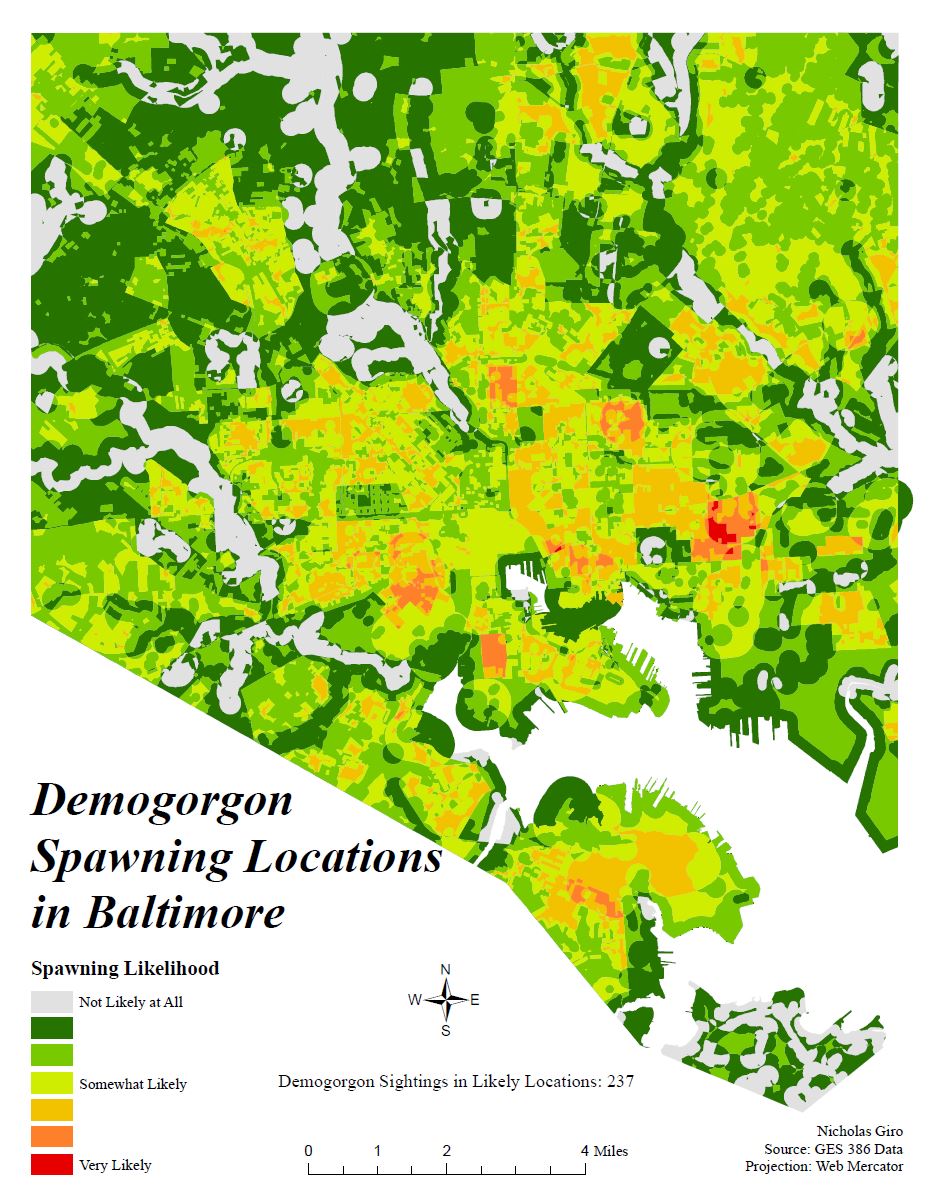 Demogorgon
Spawning Locations
in Baltimore
Spawning Likelihood
Not Likely at All
Somewhat Likely
Very Likely
N
W E
S
Demogorgon Sightings in Likely Locations: 237
0 1 2 4 Miles
Nicholas Giro
Source: GES 386 Data
Projection: Web Mercator